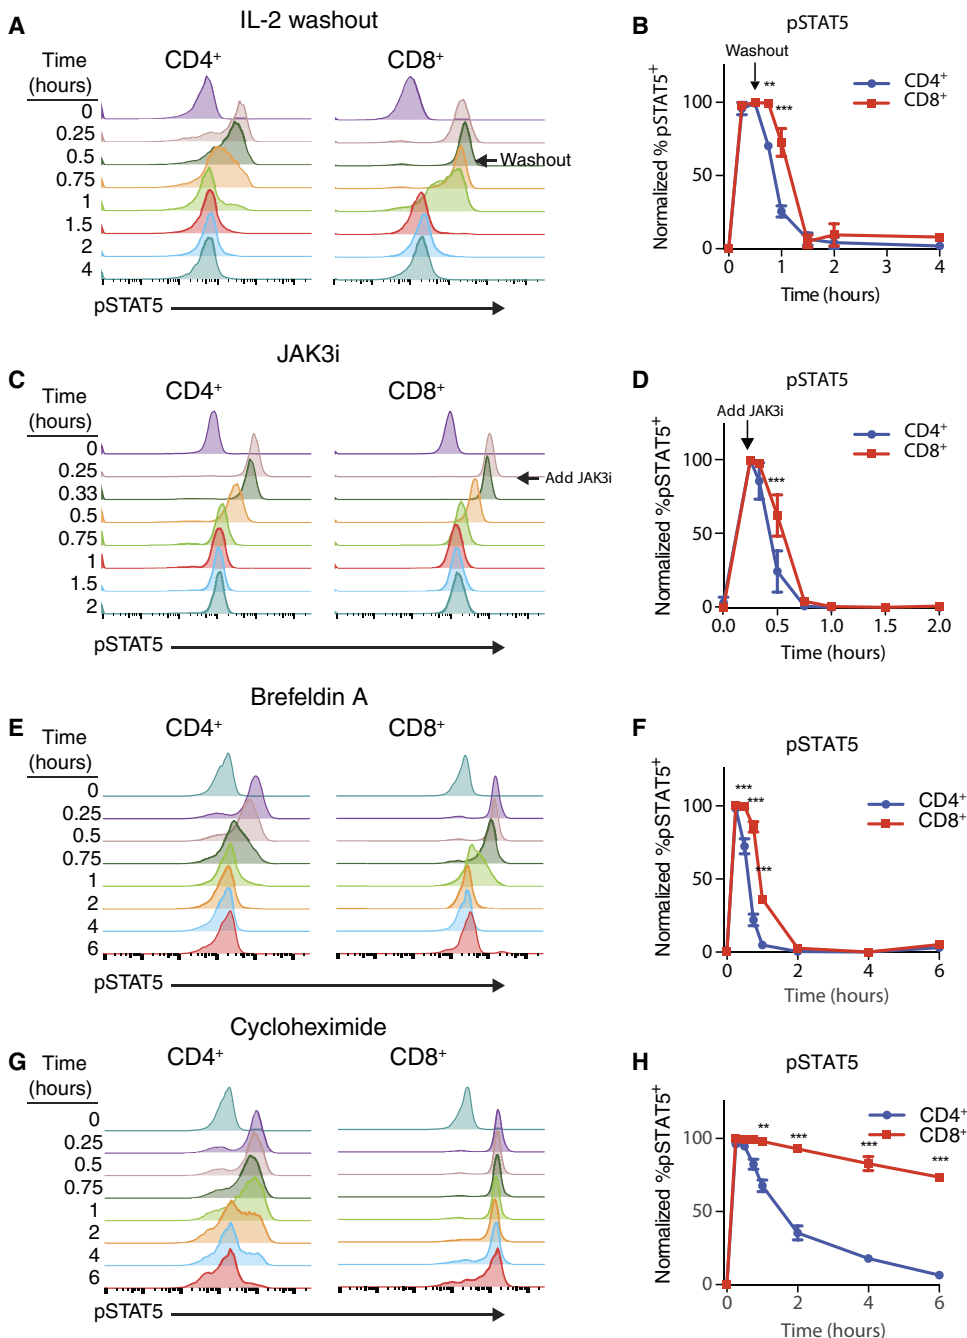 A
IL-2 washout
Time
(hours)
CD4+
CD8+
0
0.25
0.5
0.75
1
1.5
2
4
Washout
pSTAT5
B
pSTAT5
Washout
**
***
CD4+
CD8+
Normalized % pSTAT5+
100
50
0
0 1 2 3 4
Time (hours)
C
JAK3i
Time
(hours)
CD4+
CD8+
0
0.25
0.33
0.5
0.75
1
1.5
2
Add JAK3i
pSTAT5
D
pSTAT5
Add JAK3i
***
CD4+
CD8+
Normalized %pSTAT5+
100
50
0
0.0 0.5 1.0 1.5 2.0
Time (hours)
E
Brefeldin A
Time
(hours)
CD4+
CD8+
0
0.25
0.5
0.75
1
2
4
6
pSTAT5
F
pSTAT5
***
***
***
CD4+
CD8+
Normalized %pSTAT5+
100
50
0
0 2 4 6
Time (hours)
G
Cycloheximide
Time
(hours)
CD4+
CD8+
0
0.25
0.5
0.75
1
2
4
6
pSTAT5
H
pSTAT5
**
***
***
***
CD4+
CD8+
Normalized %pSTAT5+
100
50
0
0 2 4 6
Time (hours)